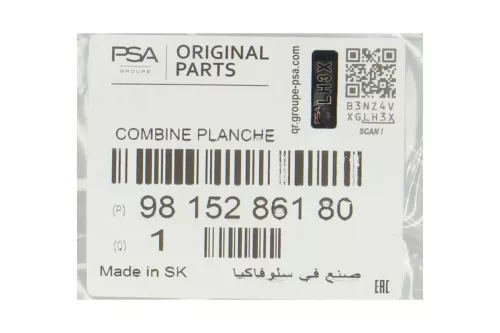 PSA
GROUPE
ORIGINAL
PARTS
qr.groupe-psa.com
PSA LH3X
B3N24V
XGLH3X
SCAN !
COMBINE PLANCHE
(P) 98 152 861 80
(Q) 1
Made in SK
صنع في سلوفاكيا
EAC